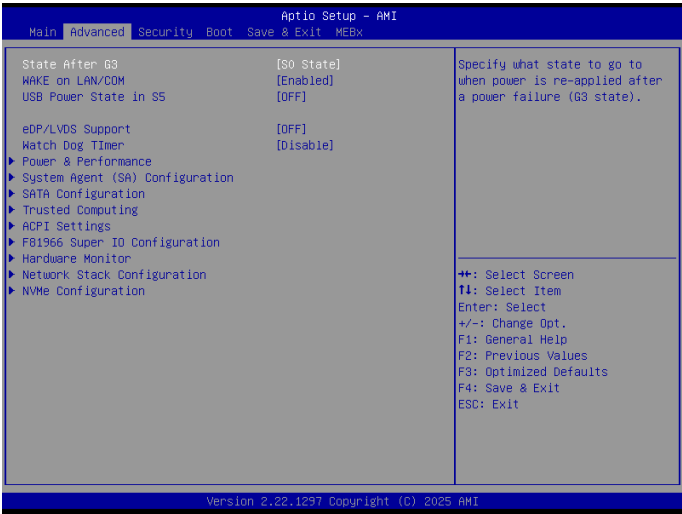 Aptio Setup - AMI
Main Advanced Security Boot Save & Exit MEBx
State After G3 [S0 State]
WAKE on LAN/COM [Enabled]
USB Power State in S5 [OFF]
eDP/LVDS Support [OFF]
Watch Dog TImer [Disable]
Power & Performance
System Agent (SA) Configuration
SATA Configuration
Trusted Computing
ACPI Settings
F81966 Super IO Configuration
Hardware Monitor
Network Stack Configuration
NVMe Configuration
Specify what state to go to
when power is re-applied after
a power failure (G3 state).
→←: Select Screen
↑↓: Select Item
Enter: Select
+/-: Change Opt.
F1: General Help
F2: Previous Values
F3: Optimized Defaults
F4: Save & Exit
ESC: Exit
Version 2.22.1297 Copyright (C) 2025 AMI